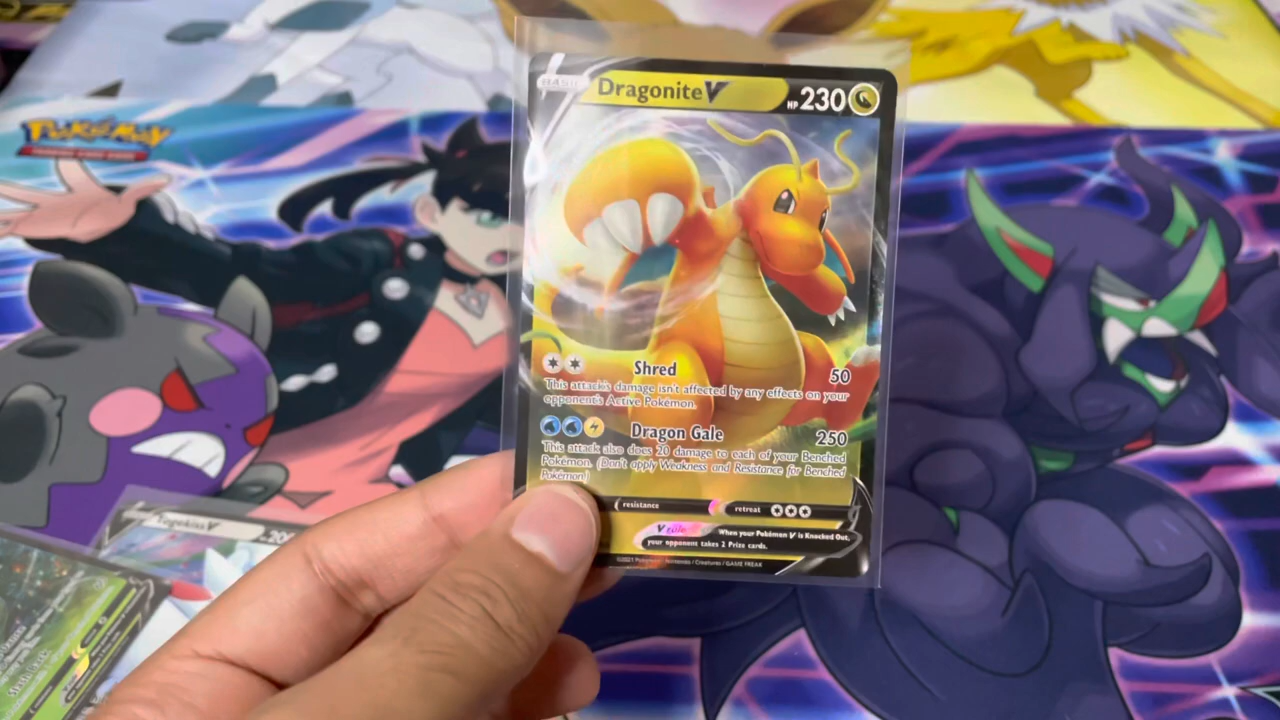 BASIC Dragonite V HP 230
Pokémon
Shred 50
This attack's damage isn't affected by any effects on your
opponent's Active Pokémon.
Dragon Gale 250
This attack also does 20 damage to each of your Benched
Pokémon. (Don't apply Weakness and Resistance for Benched
Pokémon.)
resistance retreat
V rule When your Pokémon V is Knocked Out,
your opponent takes 2 Prize cards.
©2021 Pokémon / Nintendo / Creatures / GAME FREAK
Togekiss V